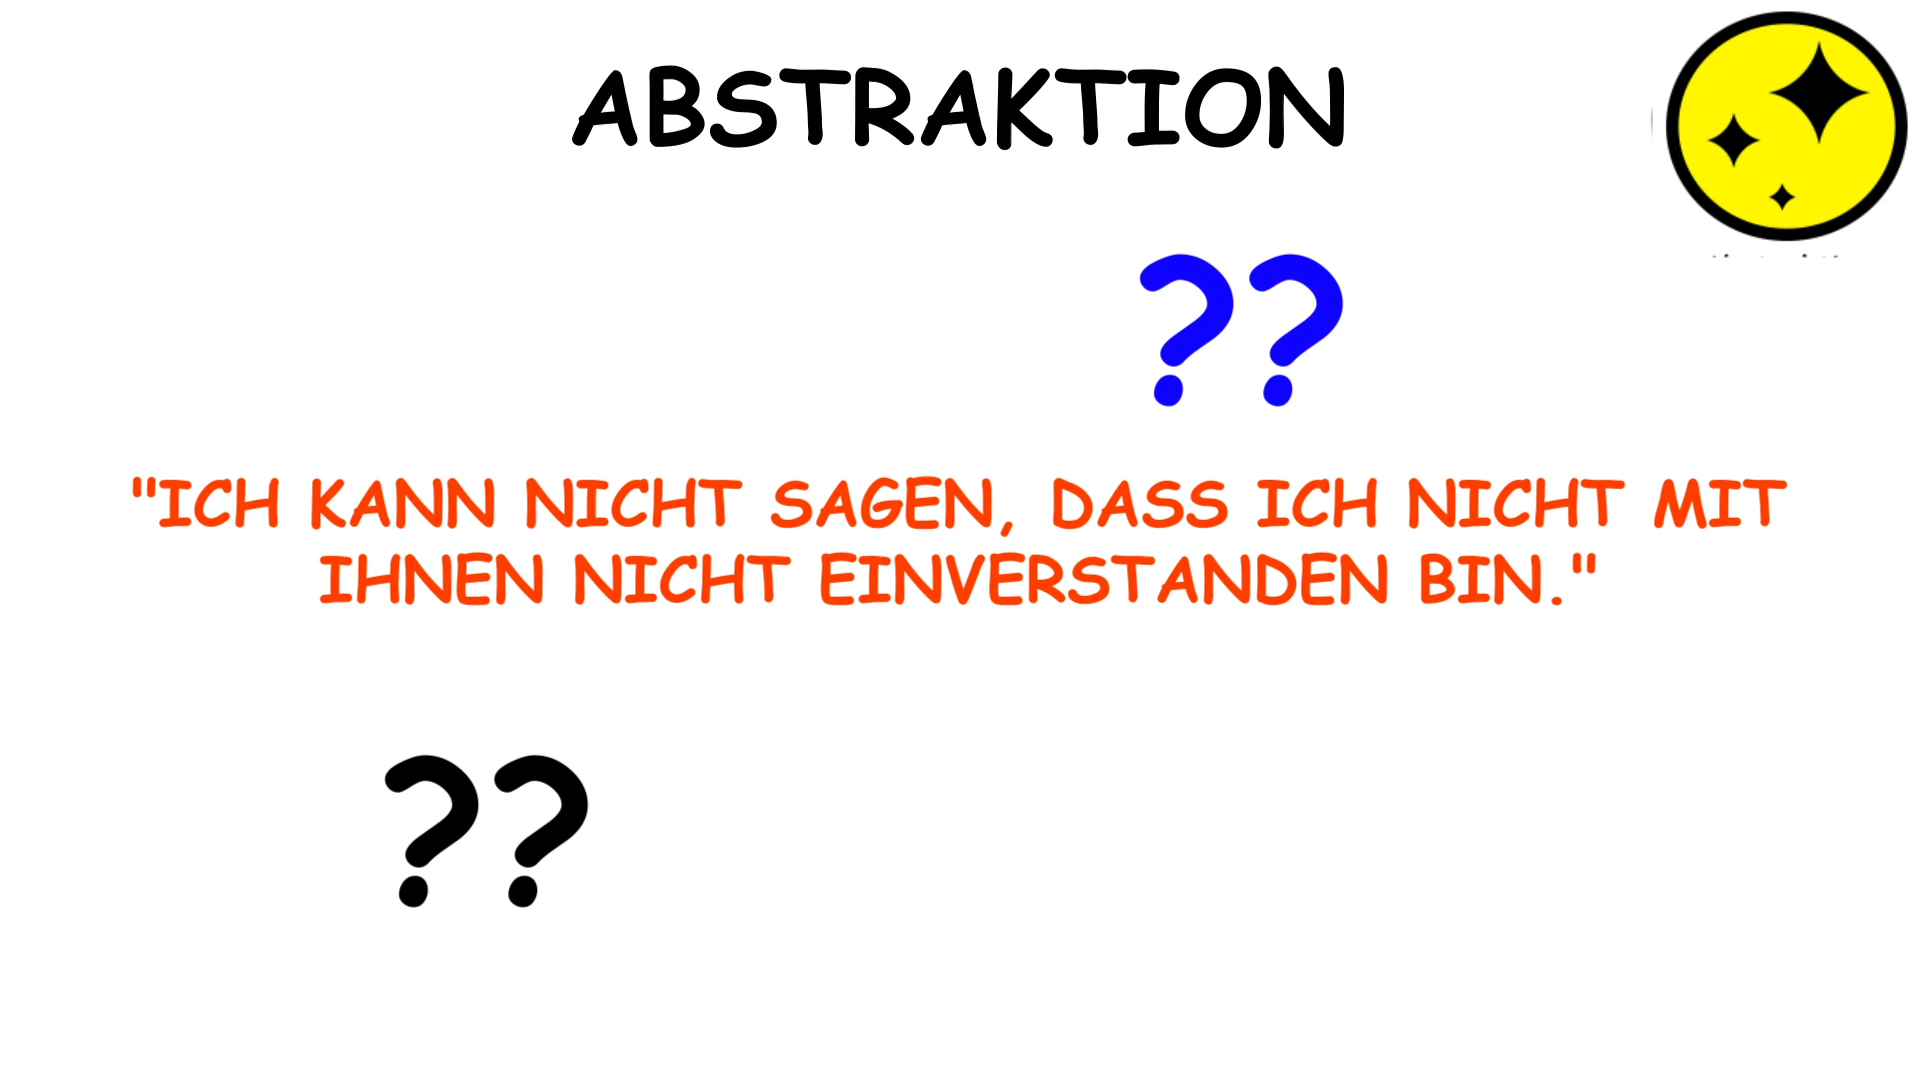 ABSTRAKTION
??
"ICH KANN NICHT SAGEN, DASS ICH NICHT MIT
IHNEN NICHT EINVERSTANDEN BIN."
??